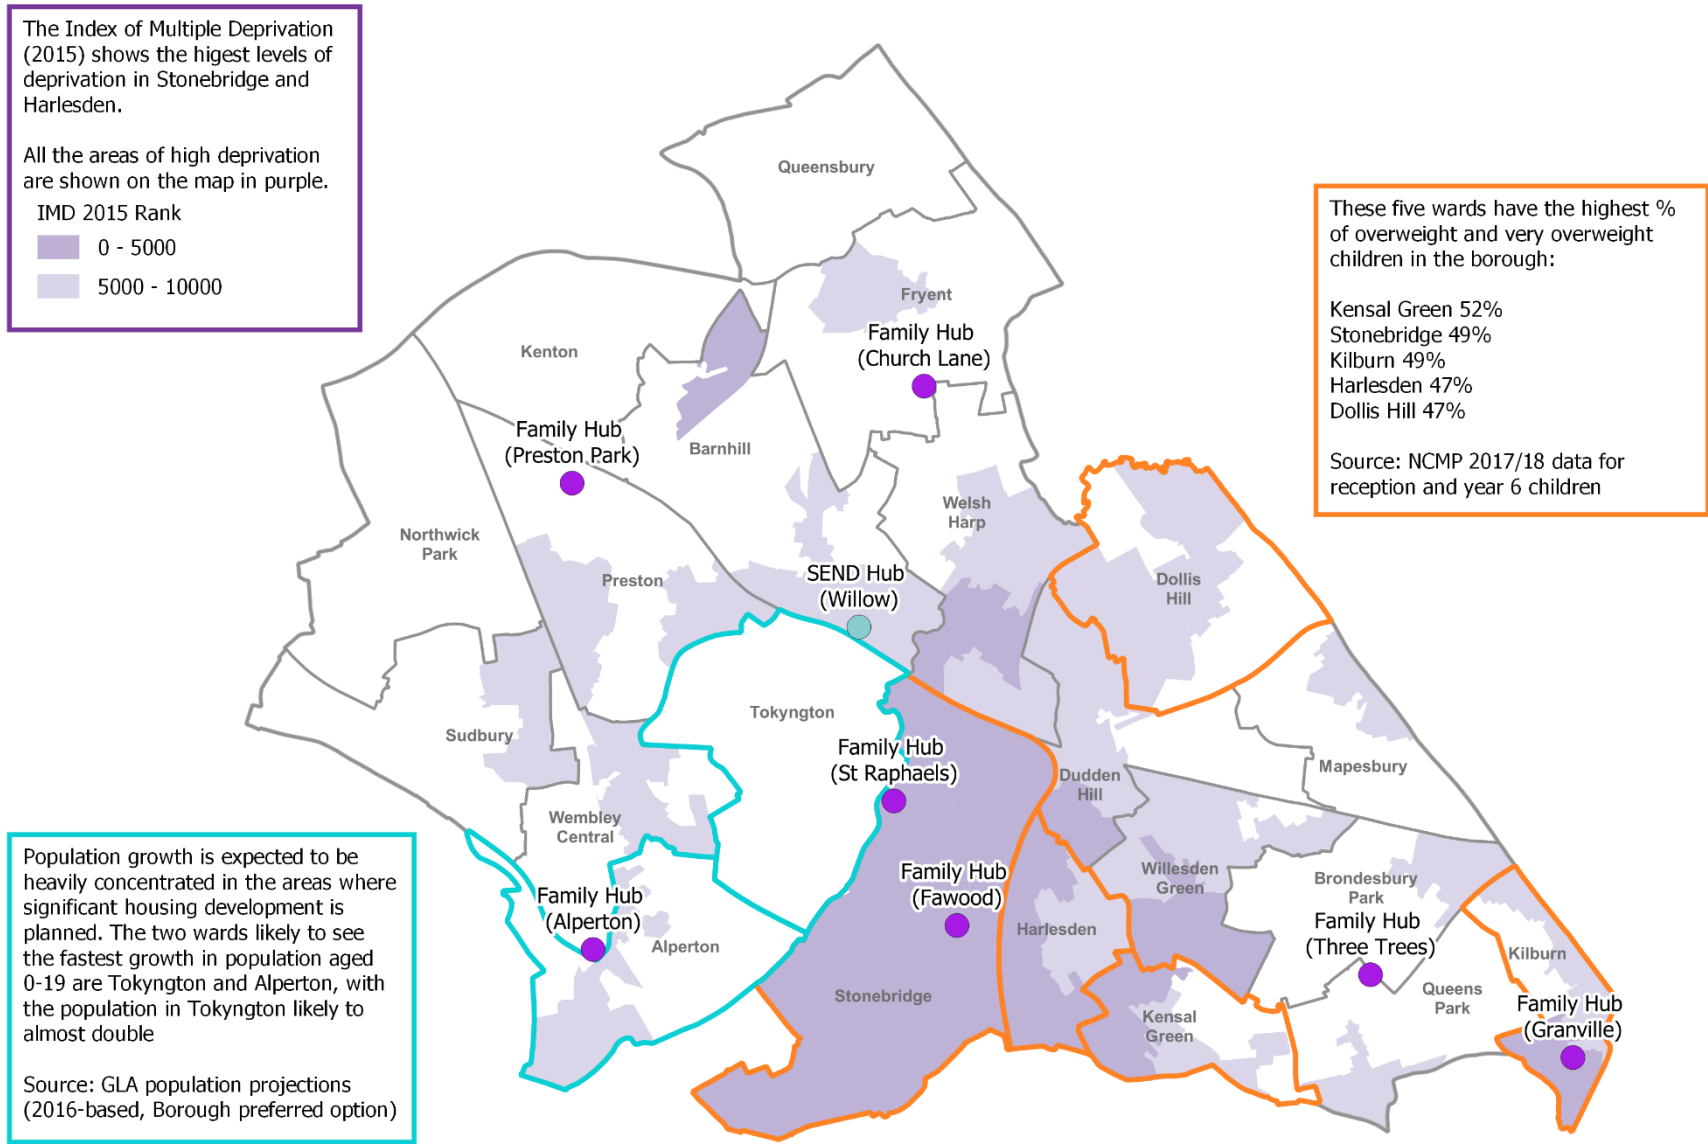 The Index of Multiple Deprivation
(2015) shows the higest levels of
deprivation in Stonebridge and
Harlesden.
All the areas of high deprivation
are shown on the map in purple.
IMD 2015 Rank
0 - 5000
5000 - 10000
These five wards have the highest %
of overweight and very overweight
children in the borough:
Kensal Green 52%
Stonebridge 49%
Kilburn 49%
Harlesden 47%
Dollis Hill 47%
Source: NCMP 2017/18 data for
reception and year 6 children
Queensbury
Fryent
Family Hub
(Church Lane)
Kenton
Family Hub
(Preston Park)
Barnhill
Welsh
Harp
Northwick
Park
Preston
SEND Hub
(Willow)
Dollis
Hill
Tokyngton
Sudbury
Family Hub
(St Raphaels)
Dudden
Hill
Mapesbury
Wembley
Central
Family Hub
(Fawood)
Willesden
Green
Brondesbury
Park
Family Hub
(Three Trees)
Family Hub
(Alperton)
Alperton
Harlesden
Kilburn
Stonebridge
Kensal
Green
Queens
Park
Family Hub
(Granville)
Population growth is expected to be
heavily concentrated in the areas where
significant housing development is
planned. The two wards likely to see
the fastest growth in population aged
0-19 are Tokyngton and Alperton, with
the population in Tokyngton likely to
almost double
Source: GLA population projections
(2016-based, Borough preferred option)